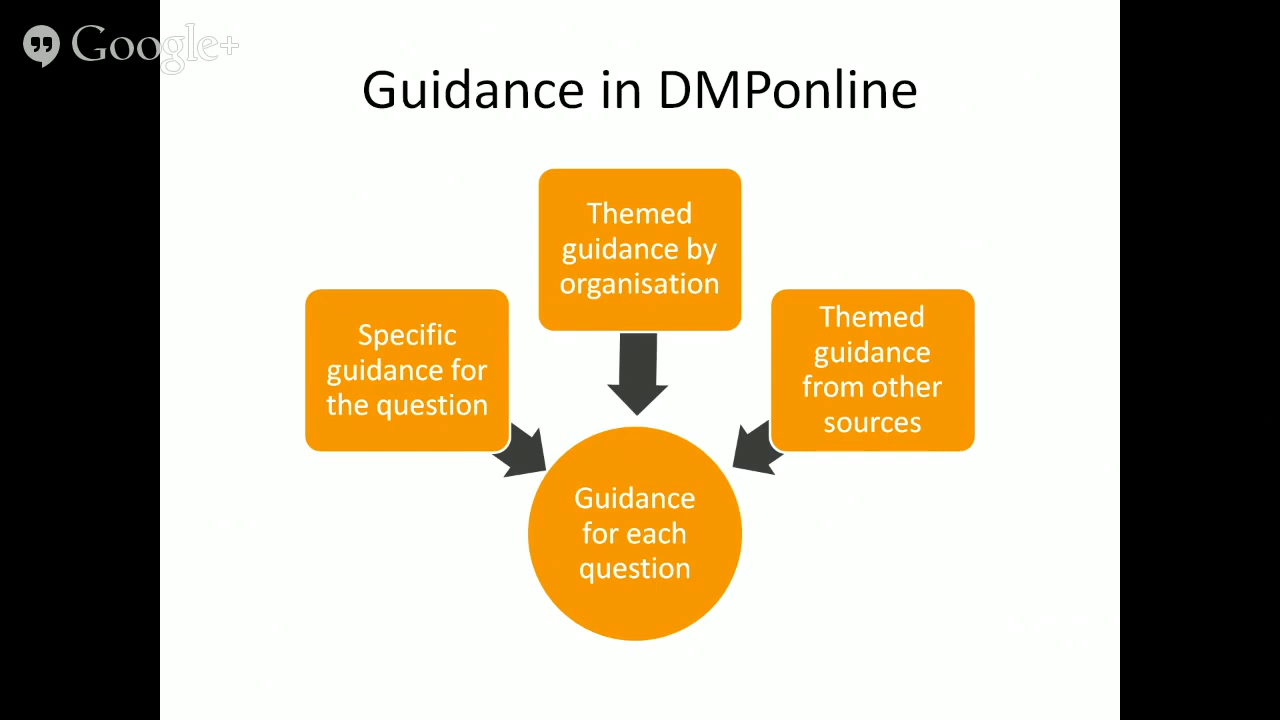 Google+
Guidance in DMPonline
Themed
guidance by
organisation
Specific
guidance for
the question
Themed
guidance
from other
sources
Guidance
for each
question